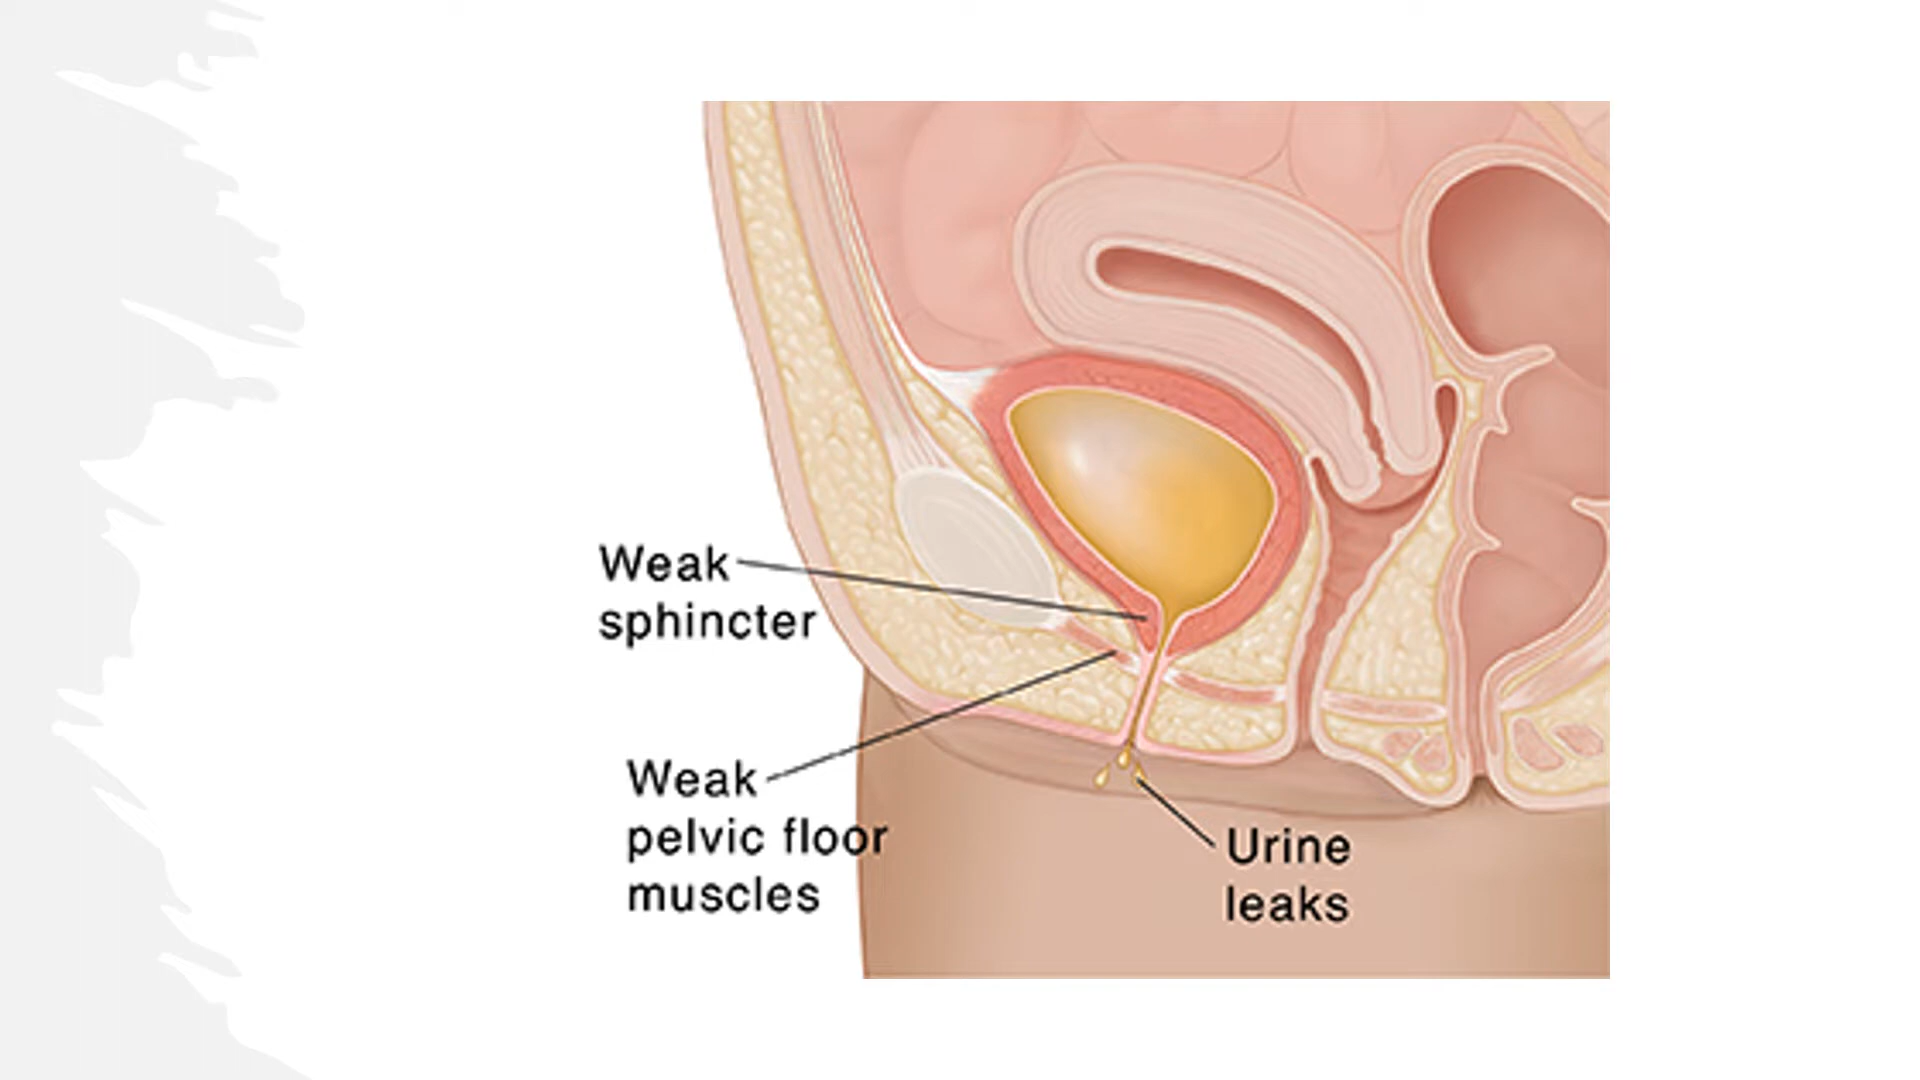 Weak
sphincter
Weak
pelvic floor
muscles
Urine
leaks